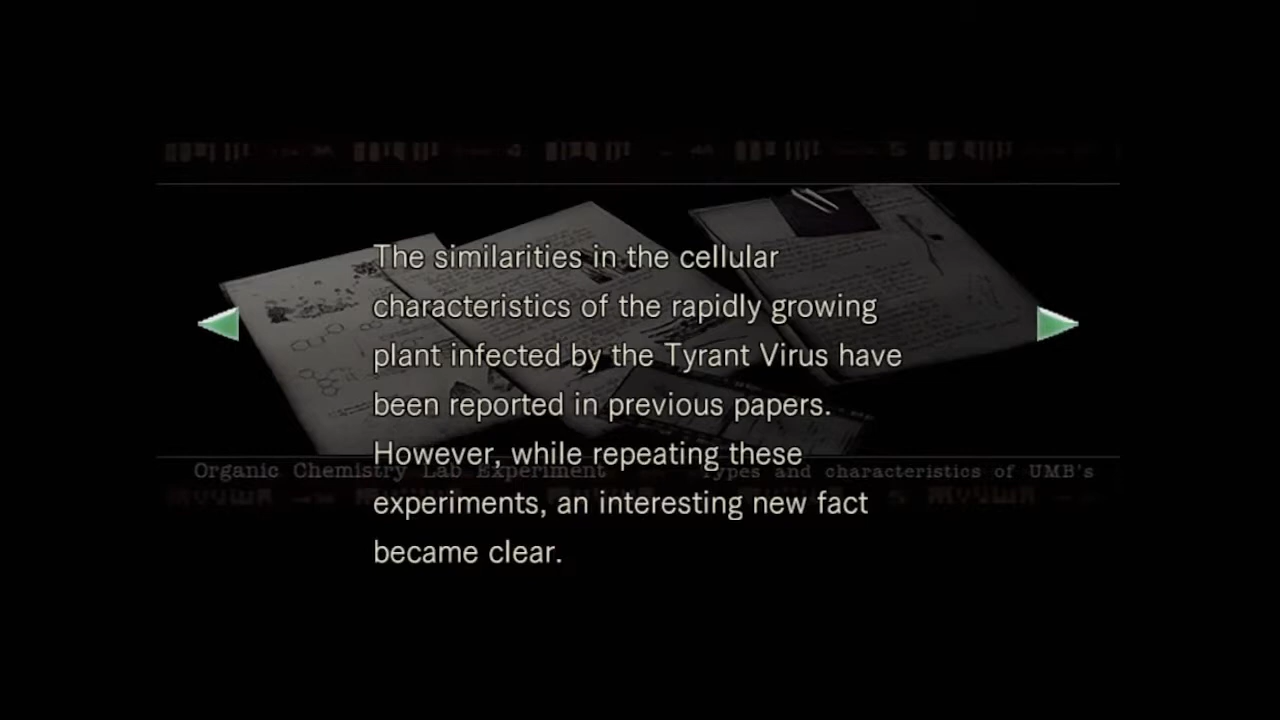 The similarities in the cellular
characteristics of the rapidly growing
plant infected by the Tyrant Virus have
been reported in previous papers.
However, while repeating these
experiments, an interesting new fact
became clear.
Organic Chemistry Lab Experiment
Types and characteristics of UMB's